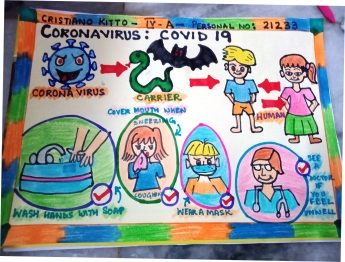 CRISTIANO KITTO - IV-A - PERSONAL NO: 21233
CORONAVIRUS: COVID 19
CORONA VIRUS
CARRIER
HUMAN
COVER MOUTH WHEN
SNEEZING
COUGHING
WASH HANDS WITH SOAP
WEAR A MASK
SEE
A
DOCTOR
IF YOU
FEEL
UNWELL